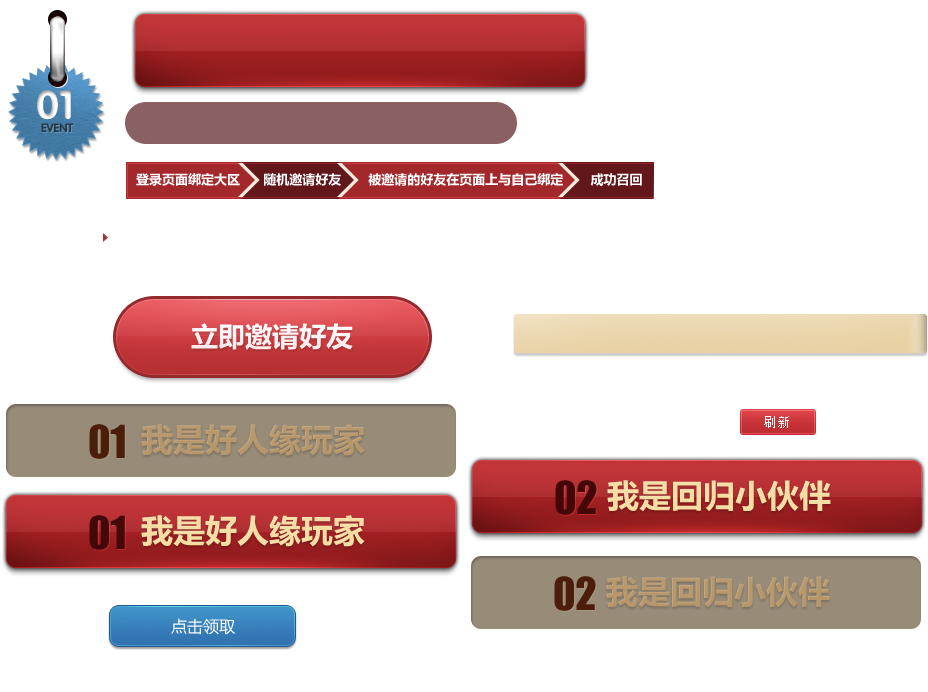 01
EVENT
登录页面绑定大区 随机邀请好友 被邀请的好友在页面上与自己绑定 成功召回
立即邀请好友
刷新
01 我是好人缘玩家
02 我是回归小伙伴
01 我是好人缘玩家
02 我是回归小伙伴
点击领取